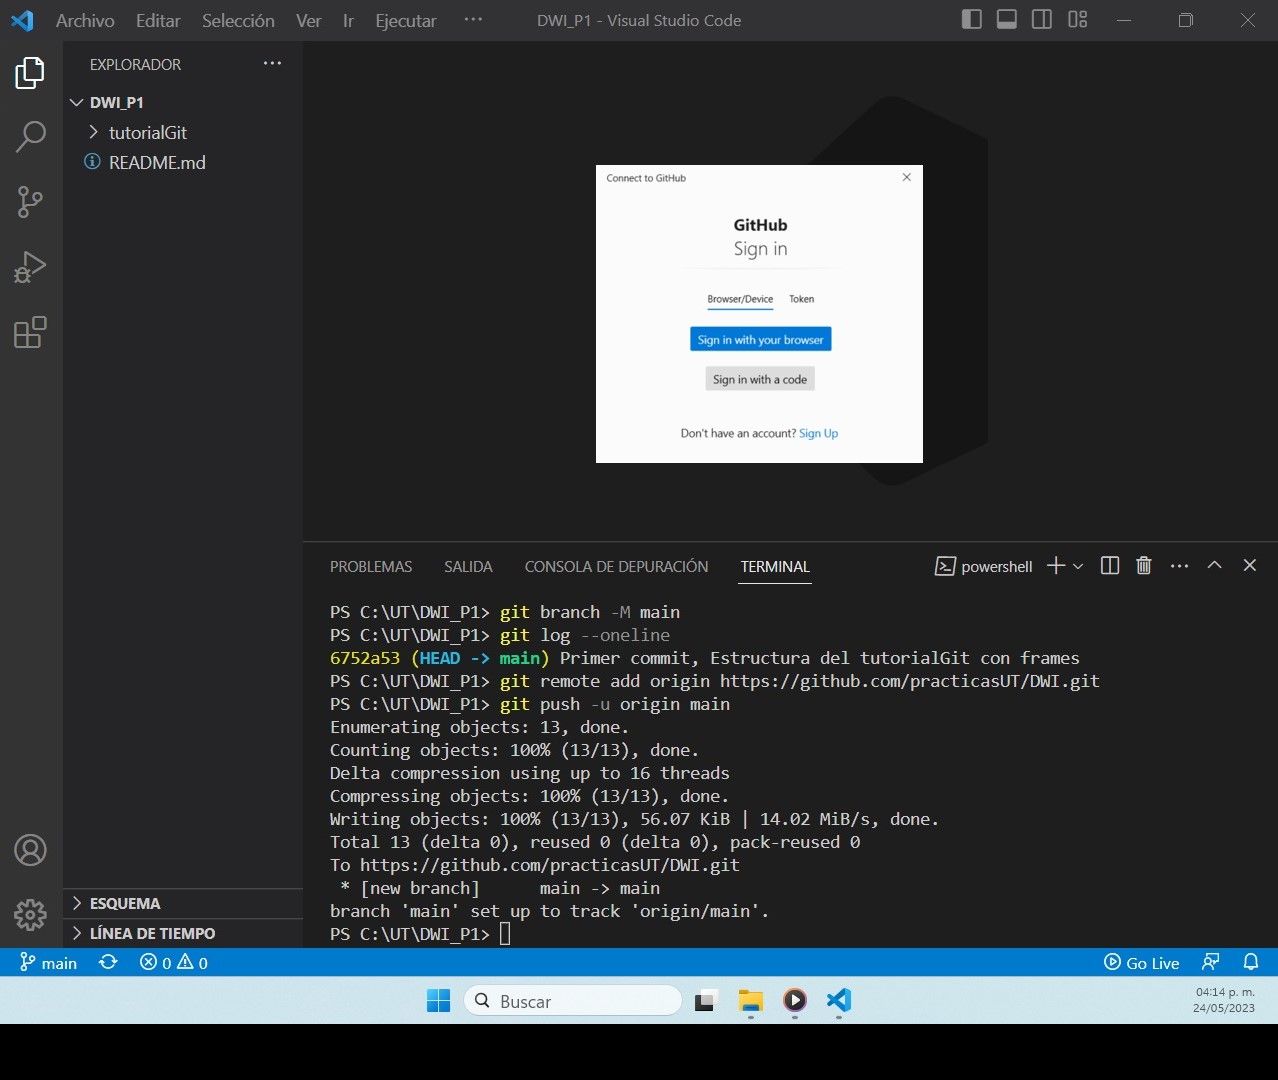 Archivo Editar Selección Ver Ir Ejecutar ··· DWI_P1 - Visual Studio Code
EXPLORADOR ···
DWI_P1
tutorialGit
README.md
Connect to GitHub
GitHub
Sign in
Browser/Device Token
Sign in with your browser
Sign in with a code
Don't have an account? Sign Up
PROBLEMAS SALIDA CONSOLA DE DEPURACIÓN TERMINAL powershell
PS C:\UT\DWI_P1> git branch -M main
PS C:\UT\DWI_P1> git log --oneline
6752a53 (HEAD -> main) Primer commit, Estructura del tutorialGit con frames
PS C:\UT\DWI_P1> git remote add origin https://github.com/practicasUT/DWI.git
PS C:\UT\DWI_P1> git push -u origin main
Enumerating objects: 13, done.
Counting objects: 100% (13/13), done.
Delta compression using up to 16 threads
Compressing objects: 100% (13/13), done.
Writing objects: 100% (13/13), 56.07 KiB | 14.02 MiB/s, done.
Total 13 (delta 0), reused 0 (delta 0), pack-reused 0
To https://github.com/practicasUT/DWI.git
 * [new branch]      main -> main
branch 'main' set up to track 'origin/main'.
PS C:\UT\DWI_P1>
ESQUEMA
LÍNEA DE TIEMPO
main 0 0 Go Live
Buscar
04:14 p. m.
24/05/2023